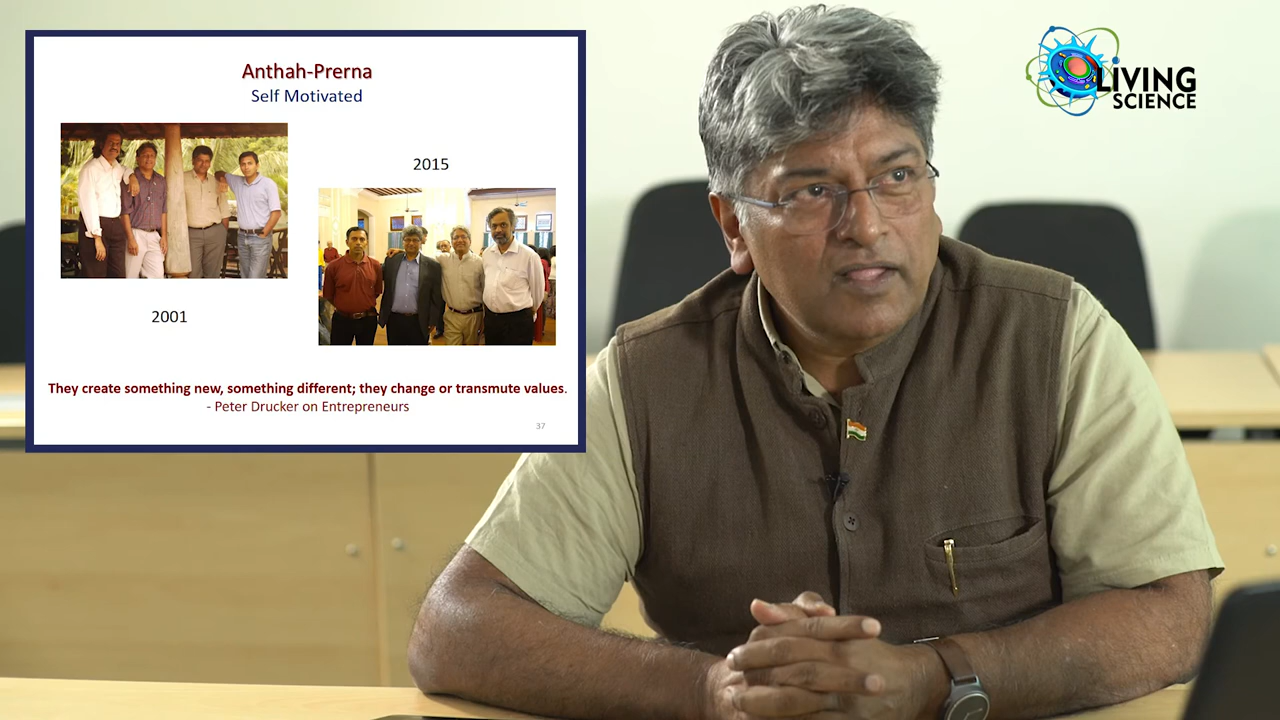 Anthah-Prerna
Self Motivated
2015
2001
They create something new, something different; they change or transmute values.
- Peter Drucker on Entrepreneurs
37
LIVING
SCIENCE